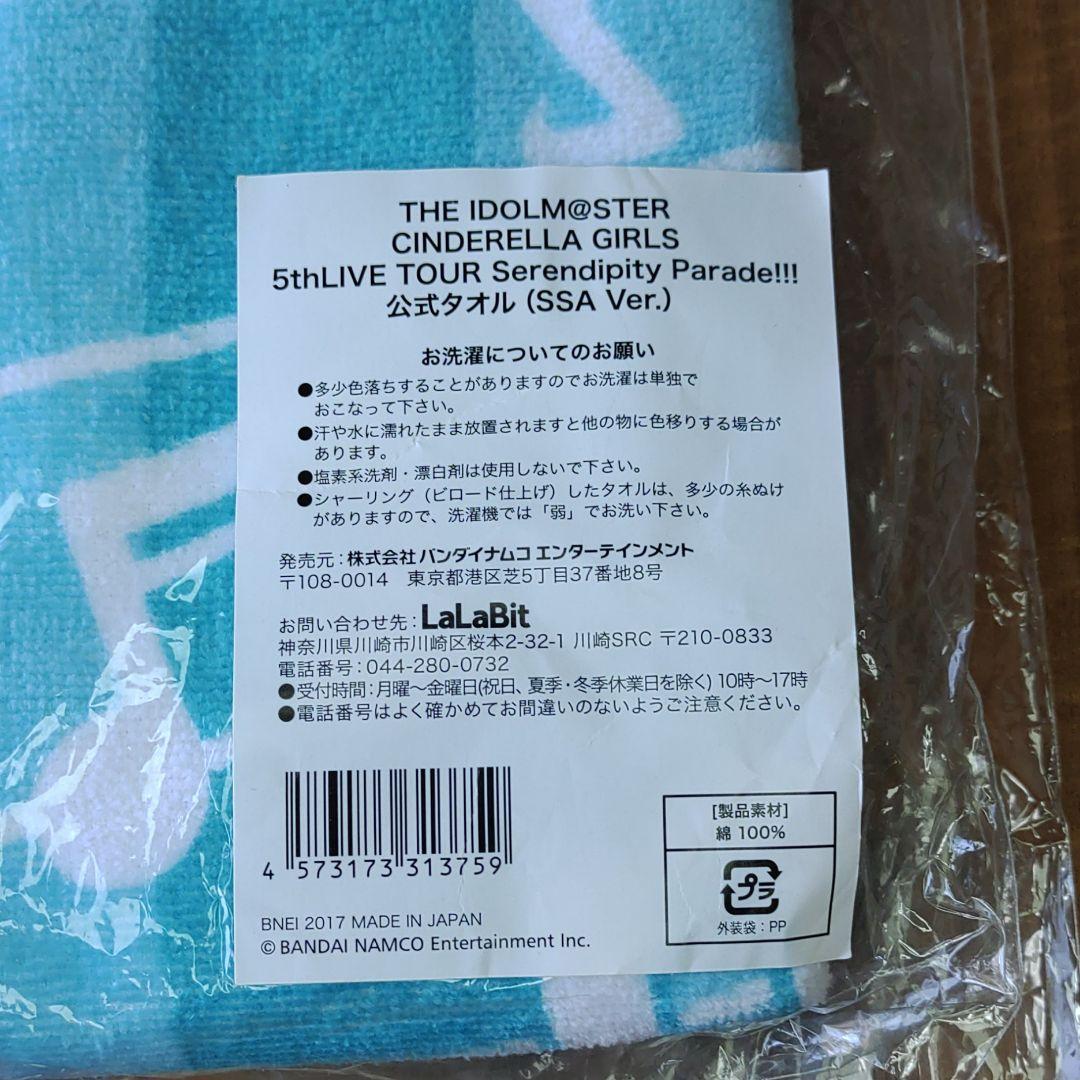 THE IDOLM@STER
CINDERELLA GIRLS
5thLIVE TOUR Serendipity Parade!!!
公式タオル（SSA Ver.）
お洗濯についてのお願い
●多少色落ちすることがありますのでお洗濯は単独で
おこなって下さい。
●汗や水に濡れたまま放置されますと他の物に色移りする場合が
あります。
●塩素系洗剤・漂白剤は使用しないで下さい。
●シャーリング（ビロード仕上げ）したタオルは、多少の糸ぬけ
がありますので、洗濯機では「弱」でお洗い下さい。
発売元：株式会社バンダイナムコ エンターテインメント
〒108-0014　東京都港区芝5丁目37番地8号
お問い合わせ先：LaLaBit
神奈川県川崎市川崎区桜本2-32-1 川崎SRC 〒210-0833
電話番号：044-280-0732
●受付時間：月曜〜金曜日(祝日、夏季・冬季休業日を除く) 10時〜17時
●電話番号はよく確かめてお間違いのないようご注意ください。
4 573173 313759
BNEI 2017 MADE IN JAPAN
© BANDAI NAMCO Entertainment Inc.
[製品素材]
綿 100%
プラ
外装袋：PP